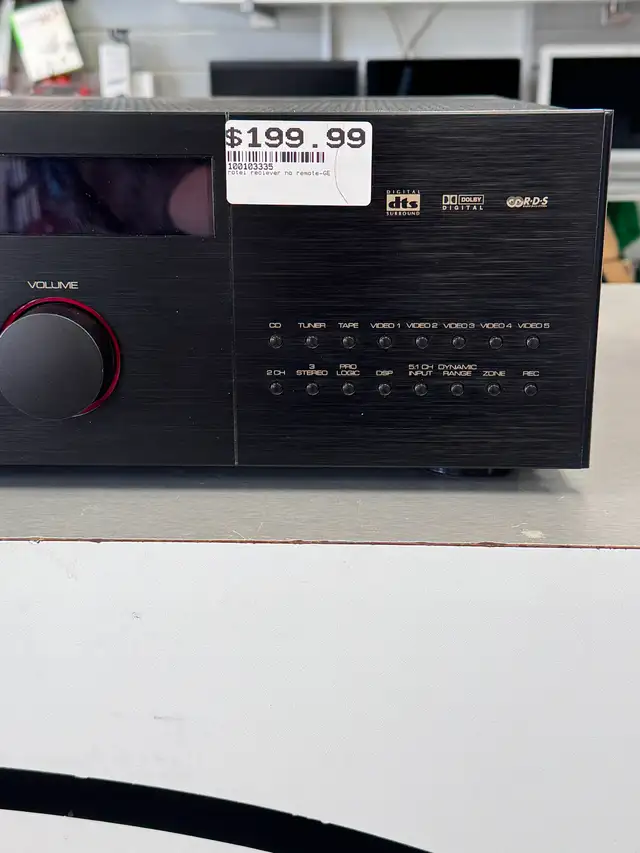 $199.99
100103335
rotel reciever no remote-GE
DIGITAL
dts
SURROUND
DOLBY
DIGITAL
R·D·S
VOLUME
CD TUNER TAPE VIDEO 1 VIDEO 2 VIDEO 3 VIDEO 4 VIDEO 5
2 CH 3 STEREO PRO LOGIC DSP 5.1 CH INPUT DYNAMIC RANGE ZONE REC